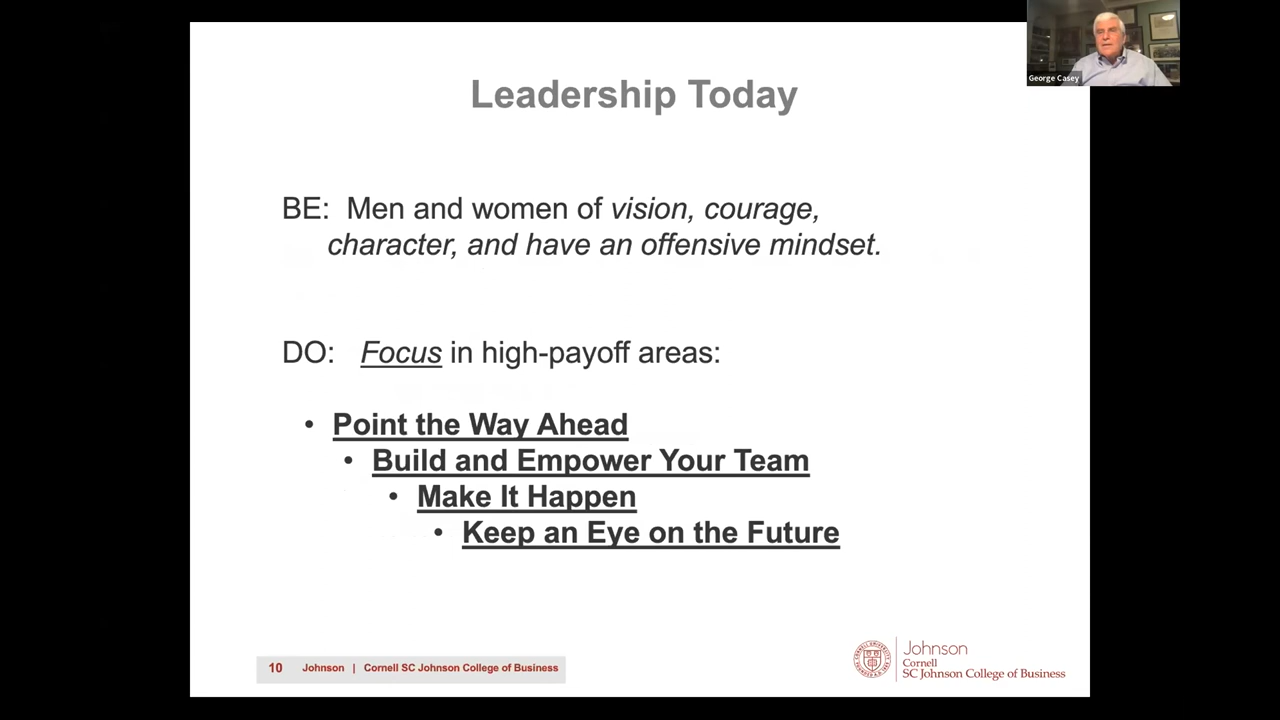 Leadership Today
George Casey
BE: Men and women of vision, courage,
character, and have an offensive mindset.
DO: Focus in high-payoff areas:
• Point the Way Ahead
• Build and Empower Your Team
• Make It Happen
• Keep an Eye on the Future
10 Johnson | Cornell SC Johnson College of Business
Johnson
Cornell
SC Johnson College of Business